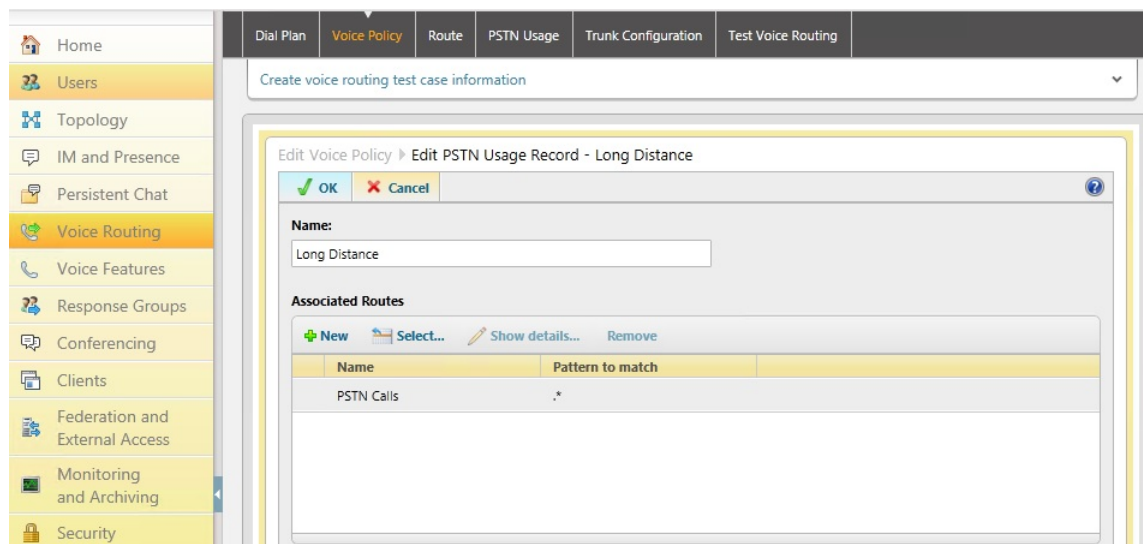 Home
Users
Topology
IM and Presence
Persistent Chat
Voice Routing
Voice Features
Response Groups
Conferencing
Clients
Federation and
External Access
Monitoring
and Archiving
Security
Dial Plan Voice Policy Route PSTN Usage Trunk Configuration Test Voice Routing
Create voice routing test case information
Edit Voice Policy Edit PSTN Usage Record - Long Distance
OK Cancel ?
Name:
Long Distance
Associated Routes
New Select... Show details... Remove
Name Pattern to match
PSTN Calls .*